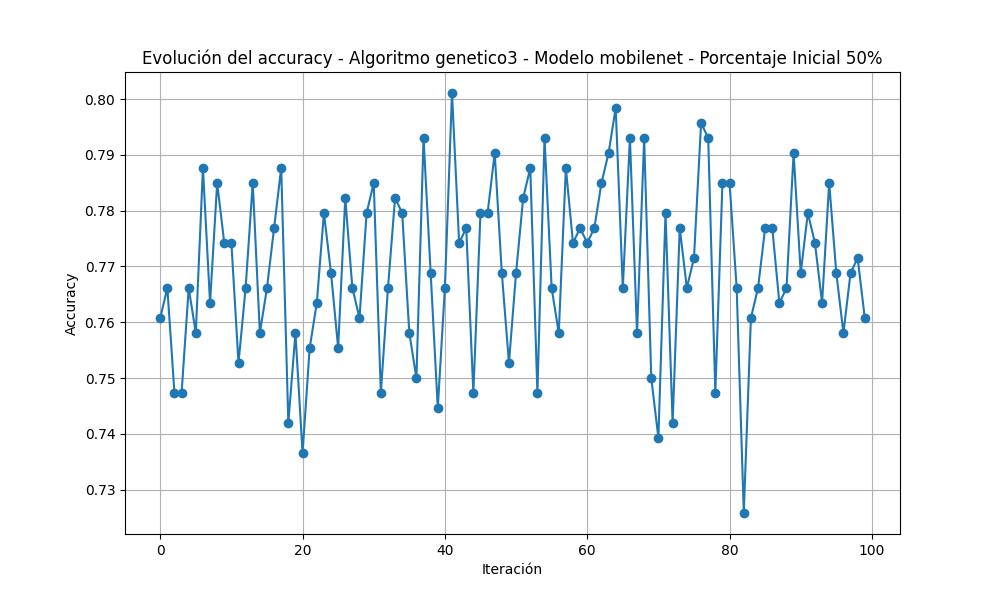 Evolución del accuracy - Algoritmo genetico3 - Modelo mobilenet - Porcentaje Inicial 50%
Accuracy
0.80
0.79
0.78
0.77
0.76
0.75
0.74
0.73
0 20 40 60 80 100
Iteración